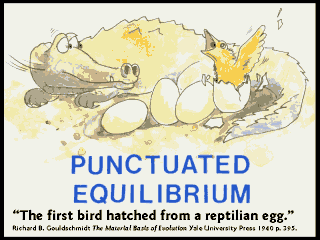 PUNCTUATED
EQUILIBRIUM
“The first bird hatched from a reptilian egg.”
Richard B. Gouldschmidt The Material Basis of Evolution Yale University Press 1940 p. 395.